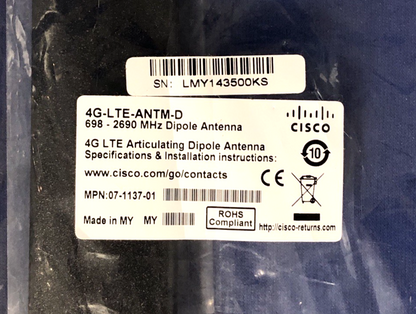 SN: LMY143500KS
4G-LTE-ANTM-D
698 - 2690 MHz Dipole Antenna
CISCO
4G LTE Articulating Dipole Antenna
Specifications & Installation instructions:
10
www.cisco.com/go/contacts
CE
MPN:07-1137-01
Made in MY MY
ROHS
Compliant
http://cisco-returns.com